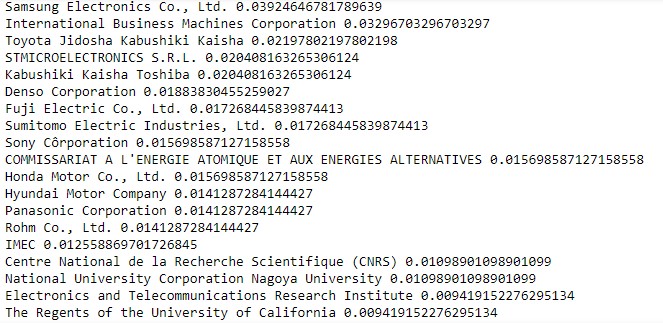 Samsung Electronics Co., Ltd. 0.03924646781789639
International Business Machines Corporation 0.03296703296703297
Toyota Jidosha Kabushiki Kaisha 0.02197802197802198
STMICROELECTRONICS S.R.L. 0.020408163265306124
Kabushiki Kaisha Toshiba 0.020408163265306124
Denso Corporation 0.01883830455259027
Fuji Electric Co., Ltd. 0.017268445839874413
Sumitomo Electric Industries, Ltd. 0.017268445839874413
Sony Côrporation 0.015698587127158558
COMMISSARIAT A L'ENERGIE ATOMIQUE ET AUX ENERGIES ALTERNATIVES 0.015698587127158558
Honda Motor Co., Ltd. 0.015698587127158558
Hyundai Motor Company 0.0141287284144427
Panasonic Corporation 0.0141287284144427
Rohm Co., Ltd. 0.0141287284144427
IMEC 0.012558869701726845
Centre National de la Recherche Scientifique (CNRS) 0.01098901098901099
National University Corporation Nagoya University 0.01098901098901099
Electronics and Telecommunications Research Institute 0.009419152276295134
The Regents of the University of California 0.009419152276295134